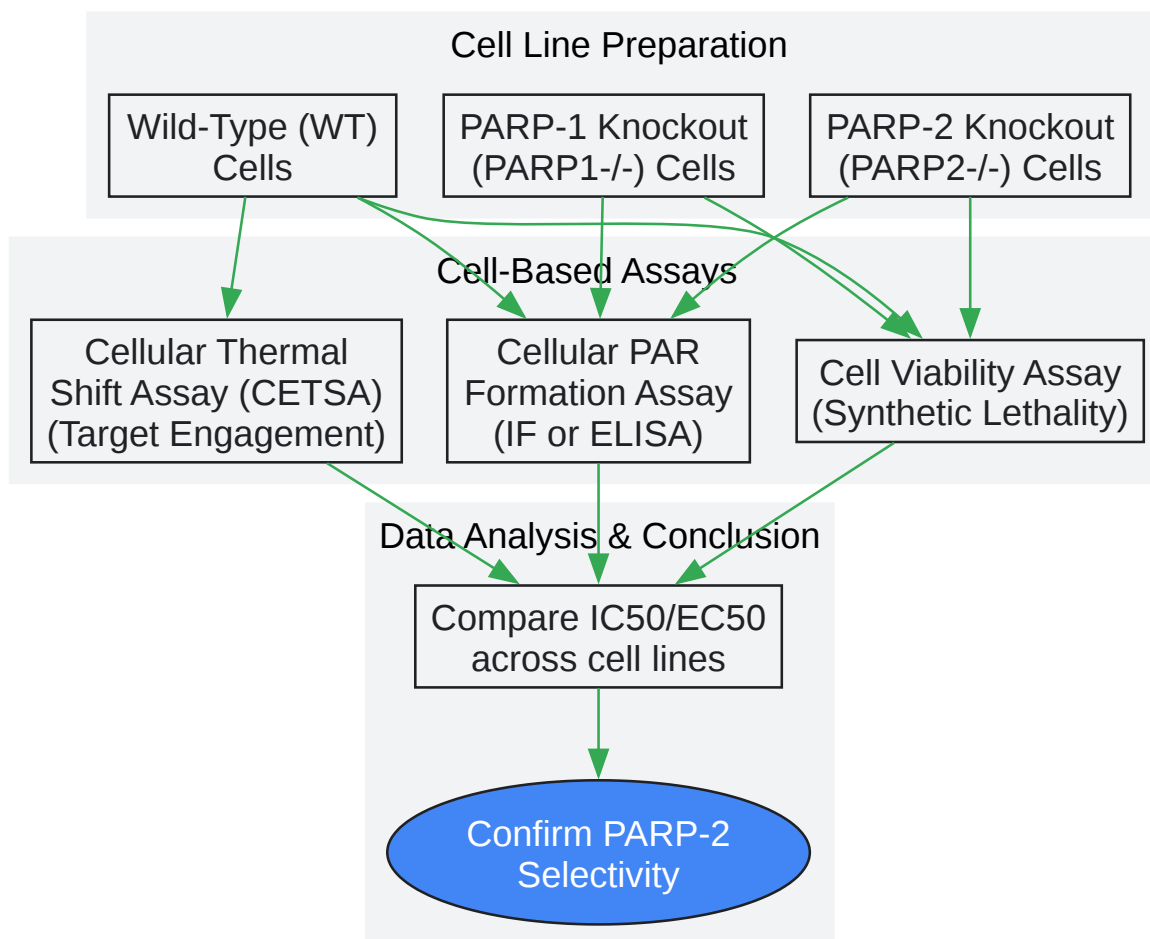 Cell Line Preparation
Wild-Type (WT)
Cells
PARP-1 Knockout
(PARP1-/-) Cells
PARP-2 Knockout
(PARP2-/-) Cells
Cell-Based Assays
Cellular Thermal
Shift Assay (CETSA)
(Target Engagement)
Cellular PAR
Formation Assay
(IF or ELISA)
Cell Viability Assay
(Synthetic Lethality)
Data Analysis & Conclusion
Compare IC50/EC50
across cell lines
Confirm PARP-2
Selectivity